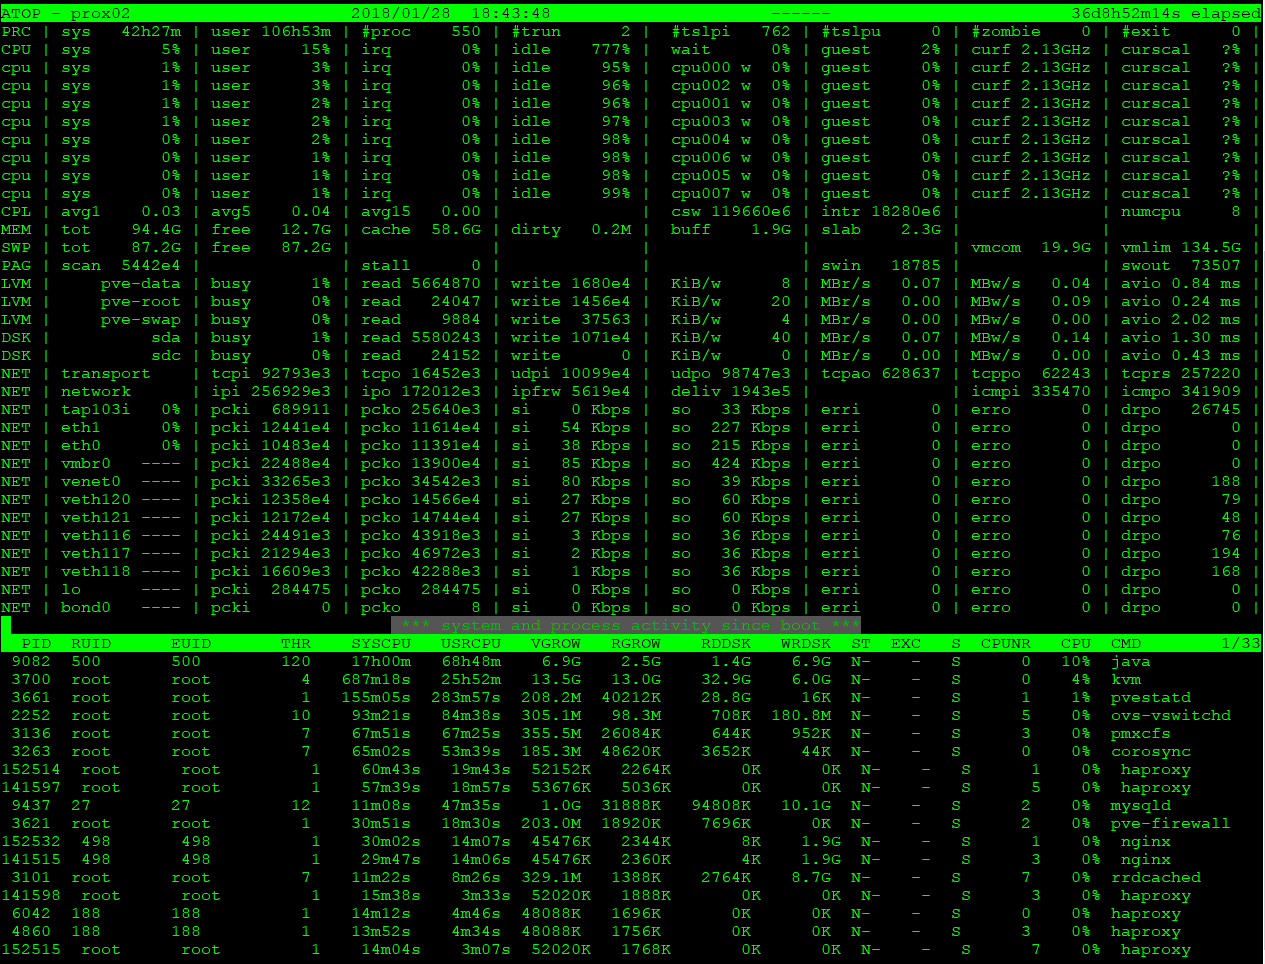 ATOP - prox02 2018/01/28 18:43:48 ------ 36d8h52m14s elapsed
PRC | sys 42h27m | user 106h53m | #proc 550 | #trun 2 | #tslpi 762 | #tslpu 0 | #zombie 0 | #exit 0 |
CPU | sys 5% | user 15% | irq 0% | idle 777% | wait 0% | guest 2% | curf 2.13GHz | curscal ?% |
cpu | sys 1% | user 3% | irq 0% | idle 95% | cpu000 w 0% | guest 0% | curf 2.13GHz | curscal ?% |
cpu | sys 1% | user 3% | irq 0% | idle 96% | cpu002 w 0% | guest 0% | curf 2.13GHz | curscal ?% |
cpu | sys 1% | user 2% | irq 0% | idle 96% | cpu001 w 0% | guest 0% | curf 2.13GHz | curscal ?% |
cpu | sys 1% | user 2% | irq 0% | idle 97% | cpu003 w 0% | guest 0% | curf 2.13GHz | curscal ?% |
cpu | sys 0% | user 2% | irq 0% | idle 98% | cpu004 w 0% | guest 0% | curf 2.13GHz | curscal ?% |
cpu | sys 0% | user 1% | irq 0% | idle 98% | cpu006 w 0% | guest 0% | curf 2.13GHz | curscal ?% |
cpu | sys 0% | user 1% | irq 0% | idle 98% | cpu005 w 0% | guest 0% | curf 2.13GHz | curscal ?% |
cpu | sys 0% | user 1% | irq 0% | idle 99% | cpu007 w 0% | guest 0% | curf 2.13GHz | curscal ?% |
CPL | avg1 0.03 | avg5 0.04 | avg15 0.00 | | csw 119660e6 | intr 18280e6 | | numcpu 8 |
MEM | tot 94.4G | free 12.7G | cache 58.6G | dirty 0.2M | buff 1.9G | slab 2.3G | | |
SWP | tot 87.2G | free 87.2G | | | | | vmcom 19.9G | vmlim 134.5G |
PAG | scan 5442e4 | | stall 0 | | | swin 18785 | | swout 73507 |
LVM | pve-data | busy 1% | read 5664870 | write 1680e4 | KiB/w 8 | MBr/s 0.07 | MBw/s 0.04 | avio 0.84 ms |
LVM | pve-root | busy 0% | read 24047 | write 1456e4 | KiB/w 20 | MBr/s 0.00 | MBw/s 0.09 | avio 0.24 ms |
LVM | pve-swap | busy 0% | read 9884 | write 37563 | KiB/w 4 | MBr/s 0.00 | MBw/s 0.00 | avio 2.02 ms |
DSK | sda | busy 1% | read 5580243 | write 1071e4 | KiB/w 40 | MBr/s 0.07 | MBw/s 0.14 | avio 1.30 ms |
DSK | sdc | busy 0% | read 24152 | write 0 | KiB/w 0 | MBr/s 0.00 | MBw/s 0.00 | avio 0.43 ms |
NET | transport | tcpi 92793e3 | tcpo 16452e3 | udpi 10099e4 | udpo 98747e3 | tcpao 628637 | tcppo 62243 | tcprs 257220 |
NET | network | ipi 256929e3 | ipo 172012e3 | ipfrw 5619e4 | deliv 1943e5 | | icmpi 335470 | icmpo 341909 |
NET | tap103i 0% | pcki 689911 | pcko 25640e3 | si 0 Kbps | so 33 Kbps | erri 0 | erro 0 | drpo 26745 |
NET | eth1 0% | pcki 12441e4 | pcko 11614e4 | si 54 Kbps | so 227 Kbps | erri 0 | erro 0 | drpo 0 |
NET | eth0 0% | pcki 10483e4 | pcko 11391e4 | si 38 Kbps | so 215 Kbps | erri 0 | erro 0 | drpo 0 |
NET | vmbr0 ---- | pcki 22488e4 | pcko 13900e4 | si 85 Kbps | so 424 Kbps | erri 0 | erro 0 | drpo 0 |
NET | venet0 ---- | pcki 33265e3 | pcko 34542e3 | si 80 Kbps | so 39 Kbps | erri 0 | erro 0 | drpo 188 |
NET | veth120 ---- | pcki 12358e4 | pcko 14566e4 | si 27 Kbps | so 60 Kbps | erri 0 | erro 0 | drpo 79 |
NET | veth121 ---- | pcki 12172e4 | pcko 14744e4 | si 27 Kbps | so 60 Kbps | erri 0 | erro 0 | drpo 48 |
NET | veth116 ---- | pcki 24491e3 | pcko 43918e3 | si 3 Kbps | so 36 Kbps | erri 0 | erro 0 | drpo 76 |
NET | veth117 ---- | pcki 21294e3 | pcko 46972e3 | si 2 Kbps | so 36 Kbps | erri 0 | erro 0 | drpo 194 |
NET | veth118 ---- | pcki 16609e3 | pcko 42288e3 | si 1 Kbps | so 36 Kbps | erri 0 | erro 0 | drpo 168 |
NET | lo ---- | pcki 284475 | pcko 284475 | si 0 Kbps | so 0 Kbps | erri 0 | erro 0 | drpo 0 |
NET | bond0 ---- | pcki 0 | pcko 8 | si 0 Kbps | so 0 Kbps | erri 0 | erro 0 | drpo 0 |
*** system and process activity since boot ***
PID RUID EUID THR SYSCPU USRCPU VGROW RGROW RDDSK WRDSK ST EXC S CPUNR CPU CMD 1/33
9082 500 500 120 17h00m 68h48m 6.9G 2.5G 1.4G 6.9G N- - S 0 10% java
3700 root root 4 687m18s 25h52m 13.5G 13.0G 32.9G 6.0G N- - S 0 4% kvm
3661 root root 1 155m05s 283m57s 208.2M 40212K 28.8G 16K N- - S 1 1% pvestatd
2252 root root 10 93m21s 84m38s 305.1M 98.3M 708K 180.8M N- - S 5 0% ovs-vswitchd
3136 root root 7 67m51s 67m25s 355.5M 26084K 644K 952K N- - S 3 0% pmxcfs
3263 root root 7 65m02s 53m39s 185.3M 48620K 3652K 44K N- - S 0 0% corosync
152514 root root 1 60m43s 19m43s 52152K 2264K 0K 0K N- - S 1 0% haproxy
141597 root root 1 57m39s 18m57s 53676K 5036K 0K 0K N- - S 5 0% haproxy
9437 27 27 12 11m08s 47m35s 1.0G 31888K 94808K 10.1G N- - S 2 0% mysqld
3621 root root 1 30m51s 18m30s 203.0M 18920K 7696K 0K N- - S 2 0% pve-firewall
152532 498 498 1 30m02s 14m07s 45476K 2344K 8K 1.9G N- - S 1 0% nginx
141515 498 498 1 29m47s 14m06s 45476K 2360K 4K 1.9G N- - S 3 0% nginx
3101 root root 7 11m22s 8m26s 329.1M 1388K 2764K 8.7G N- - S 7 0% rrdcached
141598 root root 1 15m38s 3m33s 52020K 1888K 0K 0K N- - S 3 0% haproxy
6042 188 188 1 14m12s 4m46s 48088K 1696K 0K 0K N- - S 0 0% haproxy
4860 188 188 1 13m52s 4m34s 48088K 1756K 0K 0K N- - S 3 0% haproxy
152515 root root 1 14m04s 3m07s 52020K 1768K 0K 0K N- - S 7 0% haproxy